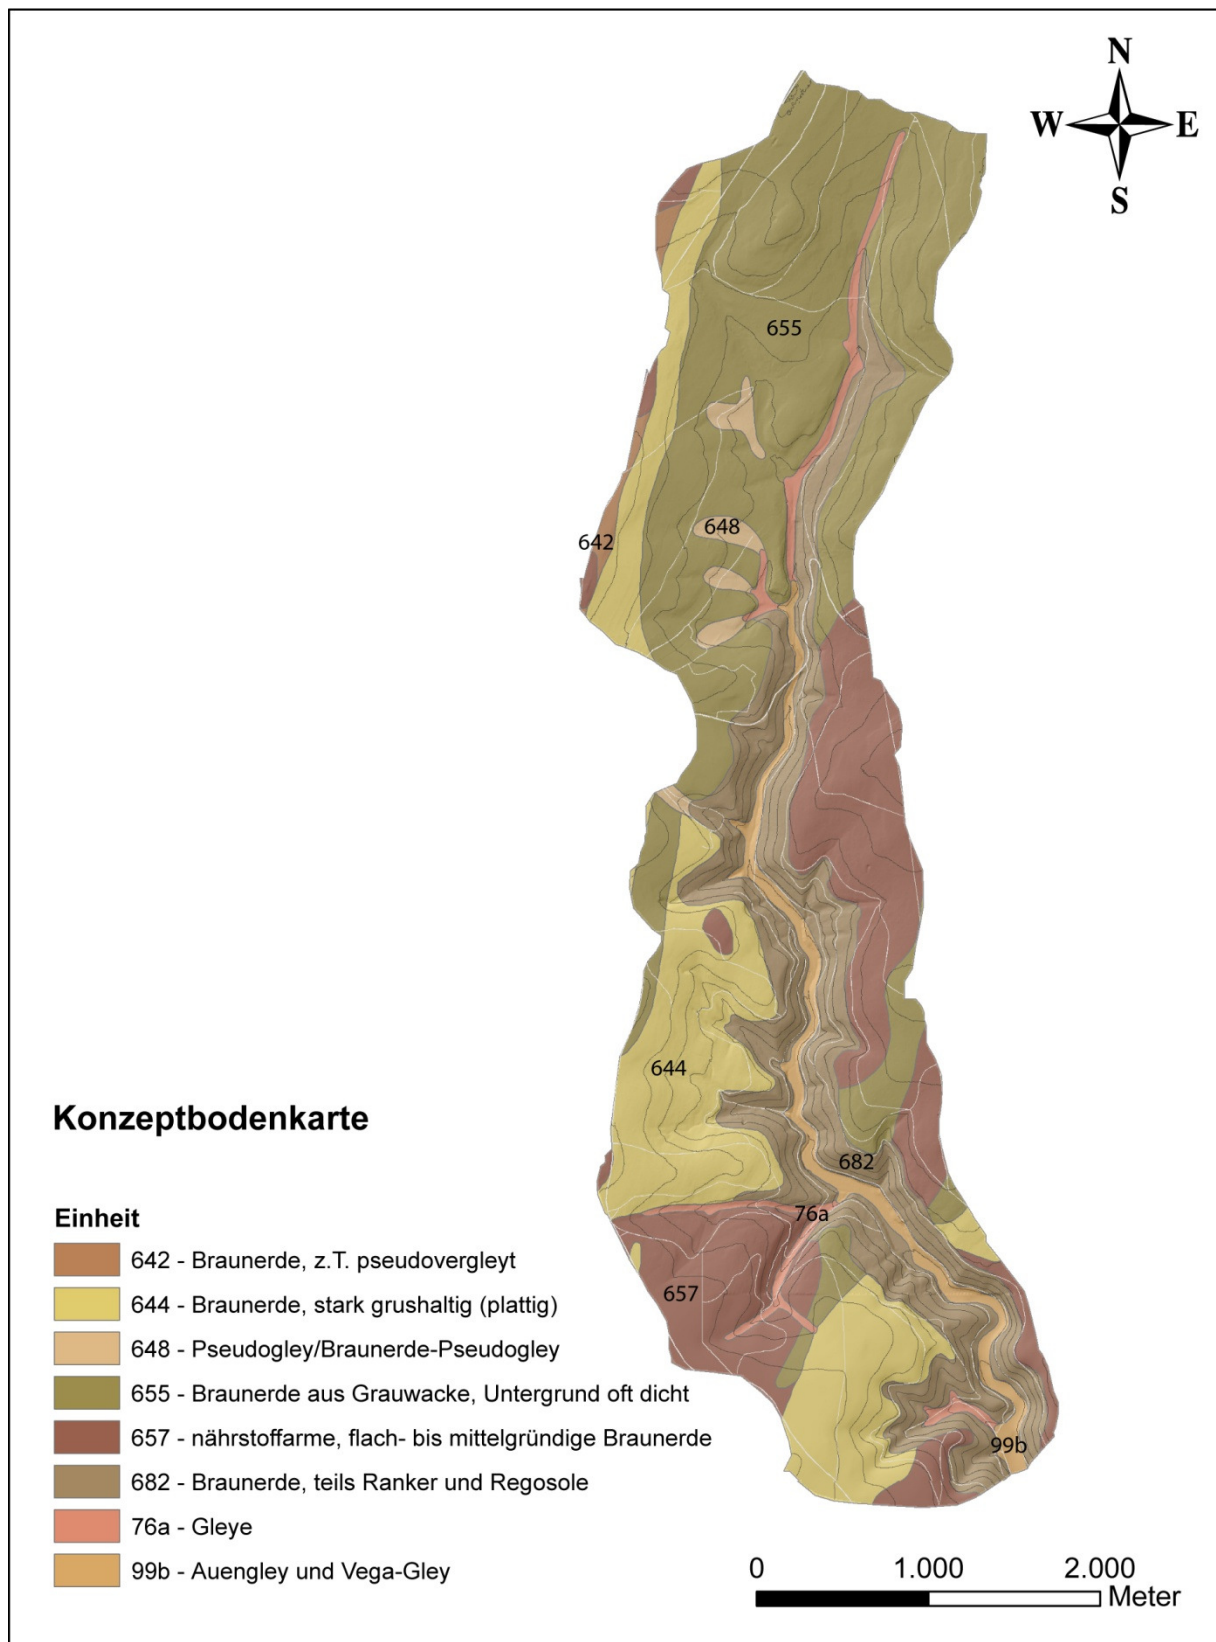 N
W E
S
655
648
642
644
682
76a
657
99b
Konzeptbodenkarte
Einheit
642 - Braunerde, z.T. pseudovergleyt
644 - Braunerde, stark grushaltig (plattig)
648 - Pseudogley/Braunerde-Pseudogley
655 - Braunerde aus Grauwacke, Untergrund oft dicht
657 - nährstoffarme, flach- bis mittelgründige Braunerde
682 - Braunerde, teils Ranker und Regosole
76a - Gleye
99b - Auengley und Vega-Gley
0 1.000 2.000
Meter